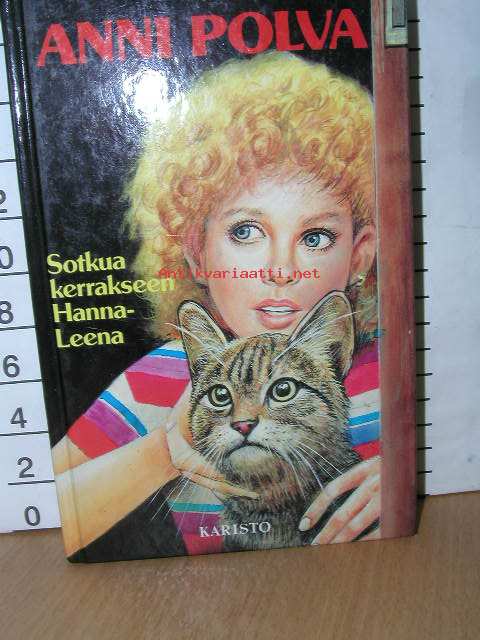 ANNI POLVA
Sotkua
kerrakseen
Hanna-
Leena
Antikvariaatti.net
KARISTO
2
0
8
6
4
2
0